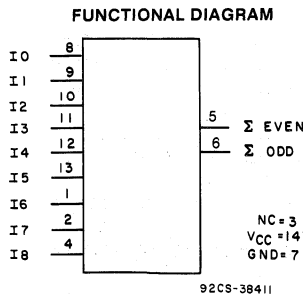 FUNCTIONAL DIAGRAM
I0 8
I1 9
I2 10
I3 11
I4 12
I5 13
I6 1
I7 2
I8 4
5 Σ EVEN
6 Σ ODD
NC = 3
VCC = 14
GND = 7
92CS-38411